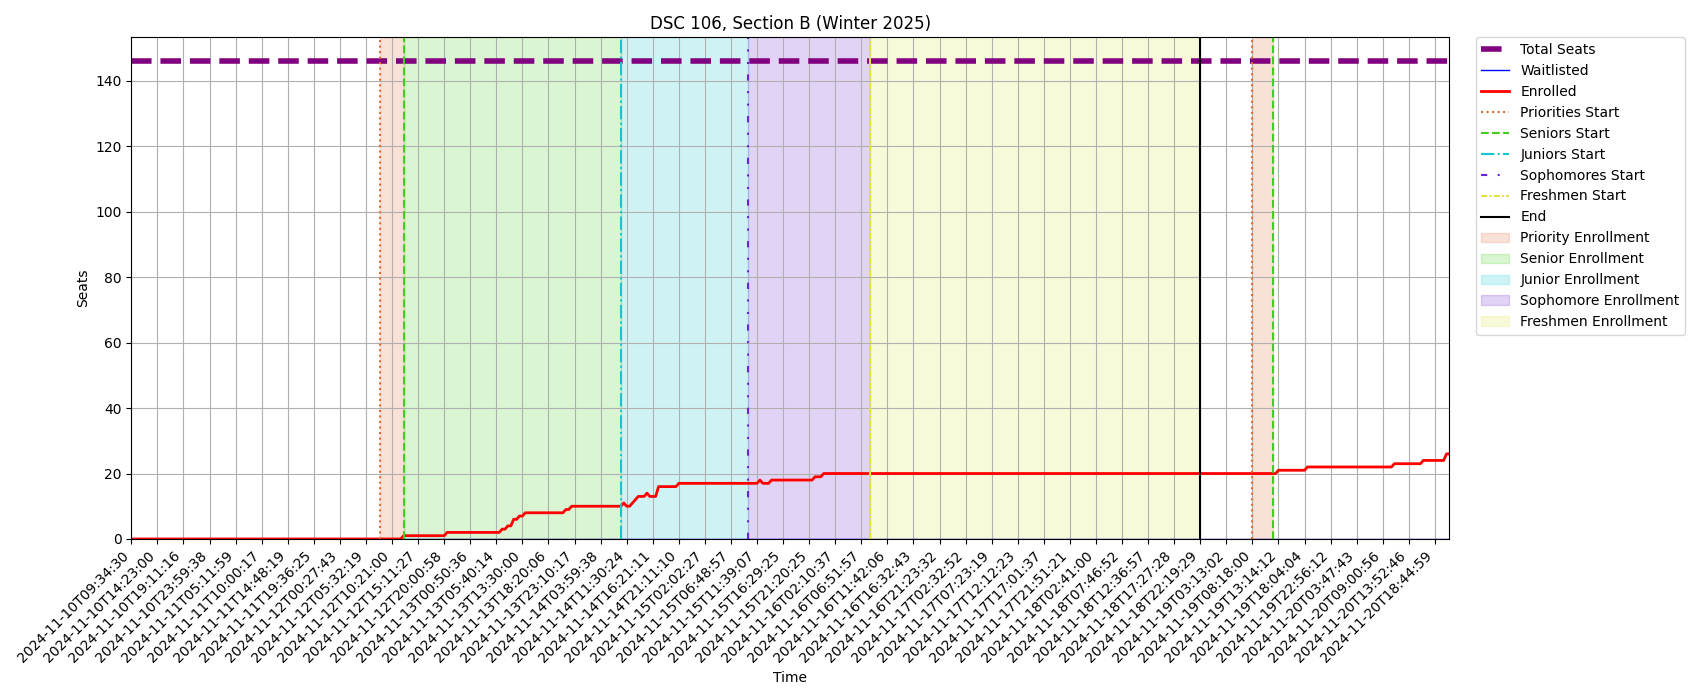 DSC 106, Section B (Winter 2025)
Seats
140
120
100
80
60
40
20
0
2024-11-10T09:34:30
2024-11-10T14:23:00
2024-11-10T19:11:16
2024-11-10T23:59:38
2024-11-11T05:11:59
2024-11-11T10:00:17
2024-11-11T14:48:19
2024-11-11T19:36:25
2024-11-12T00:27:43
2024-11-12T05:32:19
2024-11-12T10:21:00
2024-11-12T15:11:27
2024-11-12T20:00:58
2024-11-13T00:50:36
2024-11-13T05:40:14
2024-11-13T13:30:00
2024-11-13T18:20:06
2024-11-13T23:10:17
2024-11-14T03:59:38
2024-11-14T11:30:24
2024-11-14T16:21:11
2024-11-14T21:11:10
2024-11-15T02:02:27
2024-11-15T06:48:57
2024-11-15T11:39:07
2024-11-15T16:29:25
2024-11-15T21:20:25
2024-11-16T02:10:37
2024-11-16T06:51:57
2024-11-16T11:42:06
2024-11-16T16:32:43
2024-11-16T21:23:32
2024-11-17T02:32:52
2024-11-17T07:23:19
2024-11-17T12:12:23
2024-11-17T17:01:37
2024-11-17T21:51:21
2024-11-18T02:41:00
2024-11-18T07:46:52
2024-11-18T12:36:57
2024-11-18T17:27:28
2024-11-18T22:19:29
2024-11-19T03:13:02
2024-11-19T08:18:00
2024-11-19T13:14:12
2024-11-19T18:04:04
2024-11-19T22:56:12
2024-11-20T03:47:43
2024-11-20T09:00:56
2024-11-20T13:52:46
2024-11-20T18:44:59
Time
Total Seats
Waitlisted
Enrolled
Priorities Start
Seniors Start
Juniors Start
Sophomores Start
Freshmen Start
End
Priority Enrollment
Senior Enrollment
Junior Enrollment
Sophomore Enrollment
Freshmen Enrollment